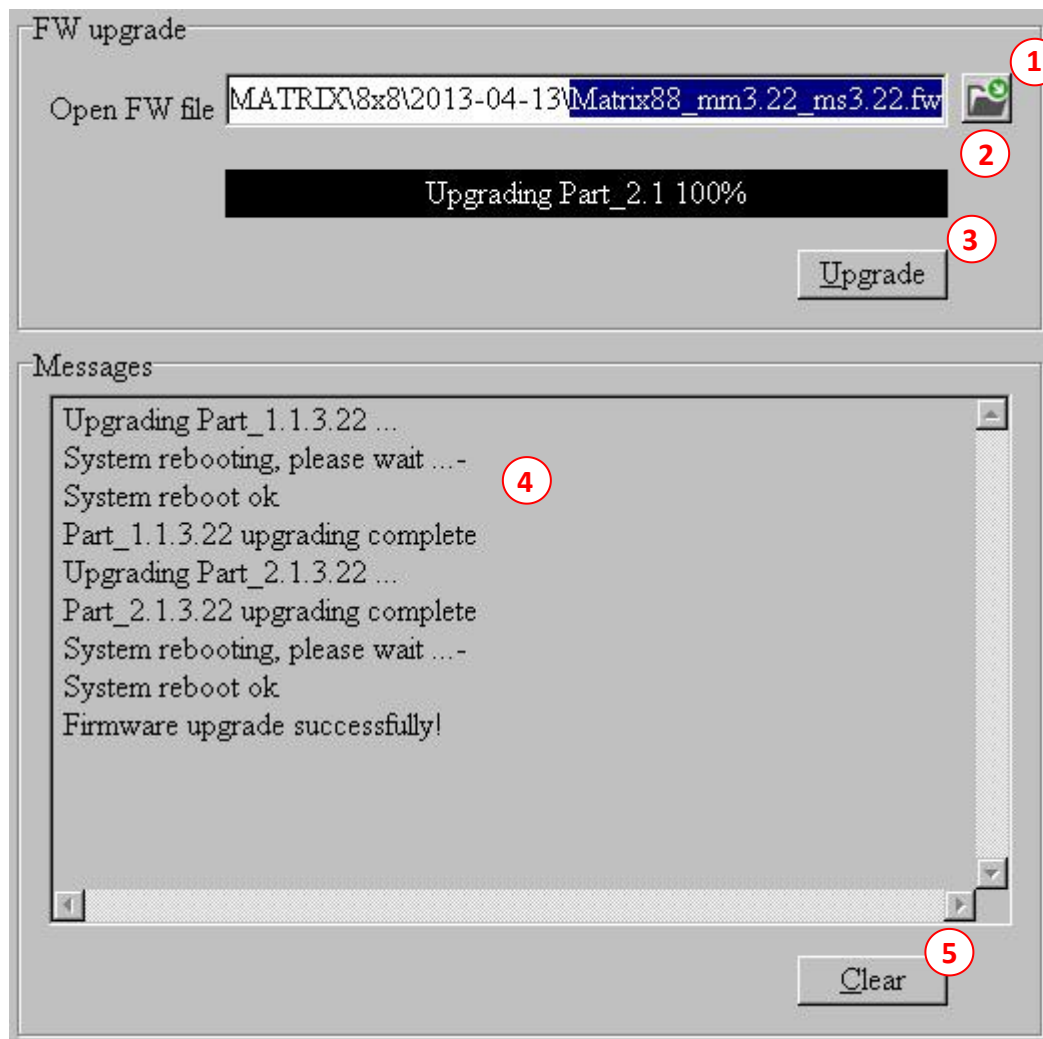 FW upgrade
1
Open FW file MATRIX\8x8\2013-04-13\Matrix88_mm3.22_ms3.22.fw
2
Upgrading Part_2.1 100%
3
Upgrade
Messages
Upgrading Part_1.1.3.22 ...
System rebooting, please wait ...-
4
System reboot ok
Part_1.1.3.22 upgrading complete
Upgrading Part_2.1.3.22 ...
Part_2.1.3.22 upgrading complete
System rebooting, please wait ...-
System reboot ok
Firmware upgrade successfully!
5
Clear